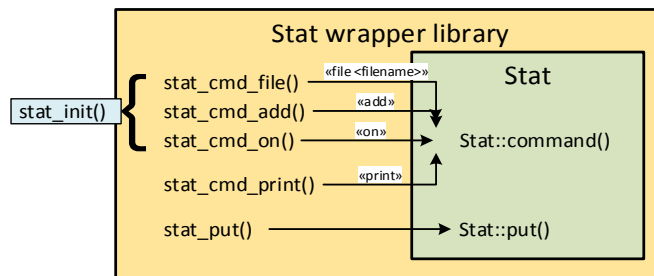 Stat wrapper library
stat_cmd_file()
«file <filename>»
Stat
stat_cmd_add()
«add»
stat_init()
stat_cmd_on()
«on»
Stat::command()
stat_cmd_print()
«print»
stat_put()
Stat::put()